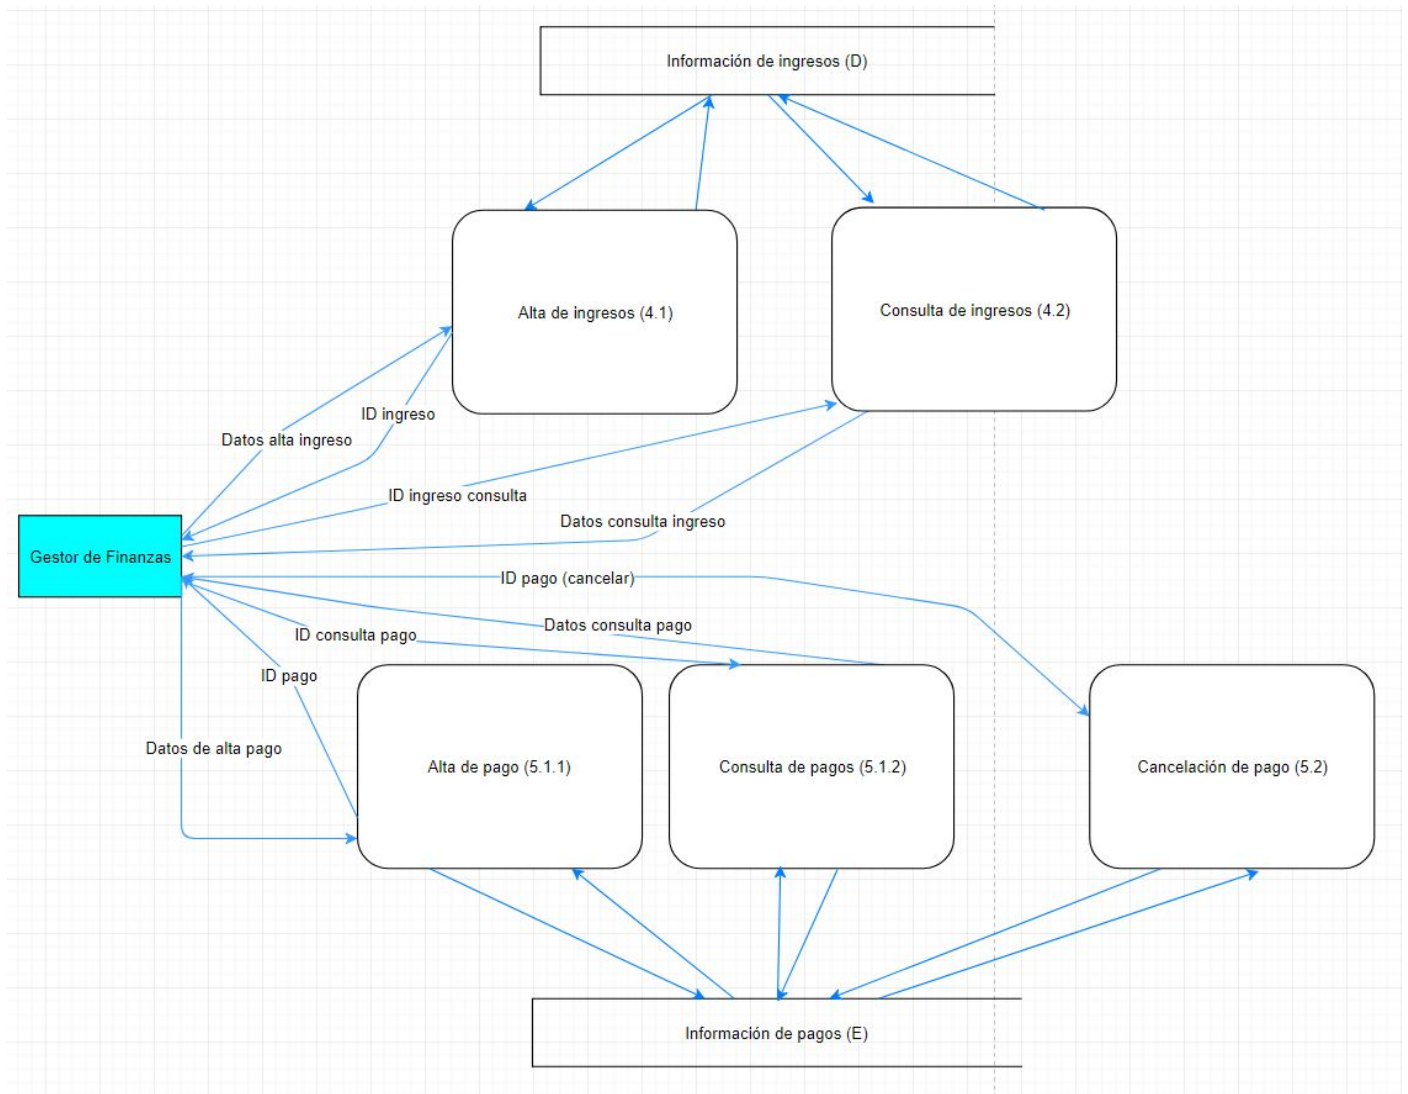 Información de ingresos (D)
Alta de ingresos (4.1)
Consulta de ingresos (4.2)
ID ingreso
Datos alta ingreso
ID ingreso consulta
Datos consulta ingreso
Gestor de Finanzas
ID pago (cancelar)
Datos consulta pago
ID consulta pago
ID pago
Datos de alta pago
Alta de pago (5.1.1)
Consulta de pagos (5.1.2)
Cancelación de pago (5.2)
Información de pagos (E)